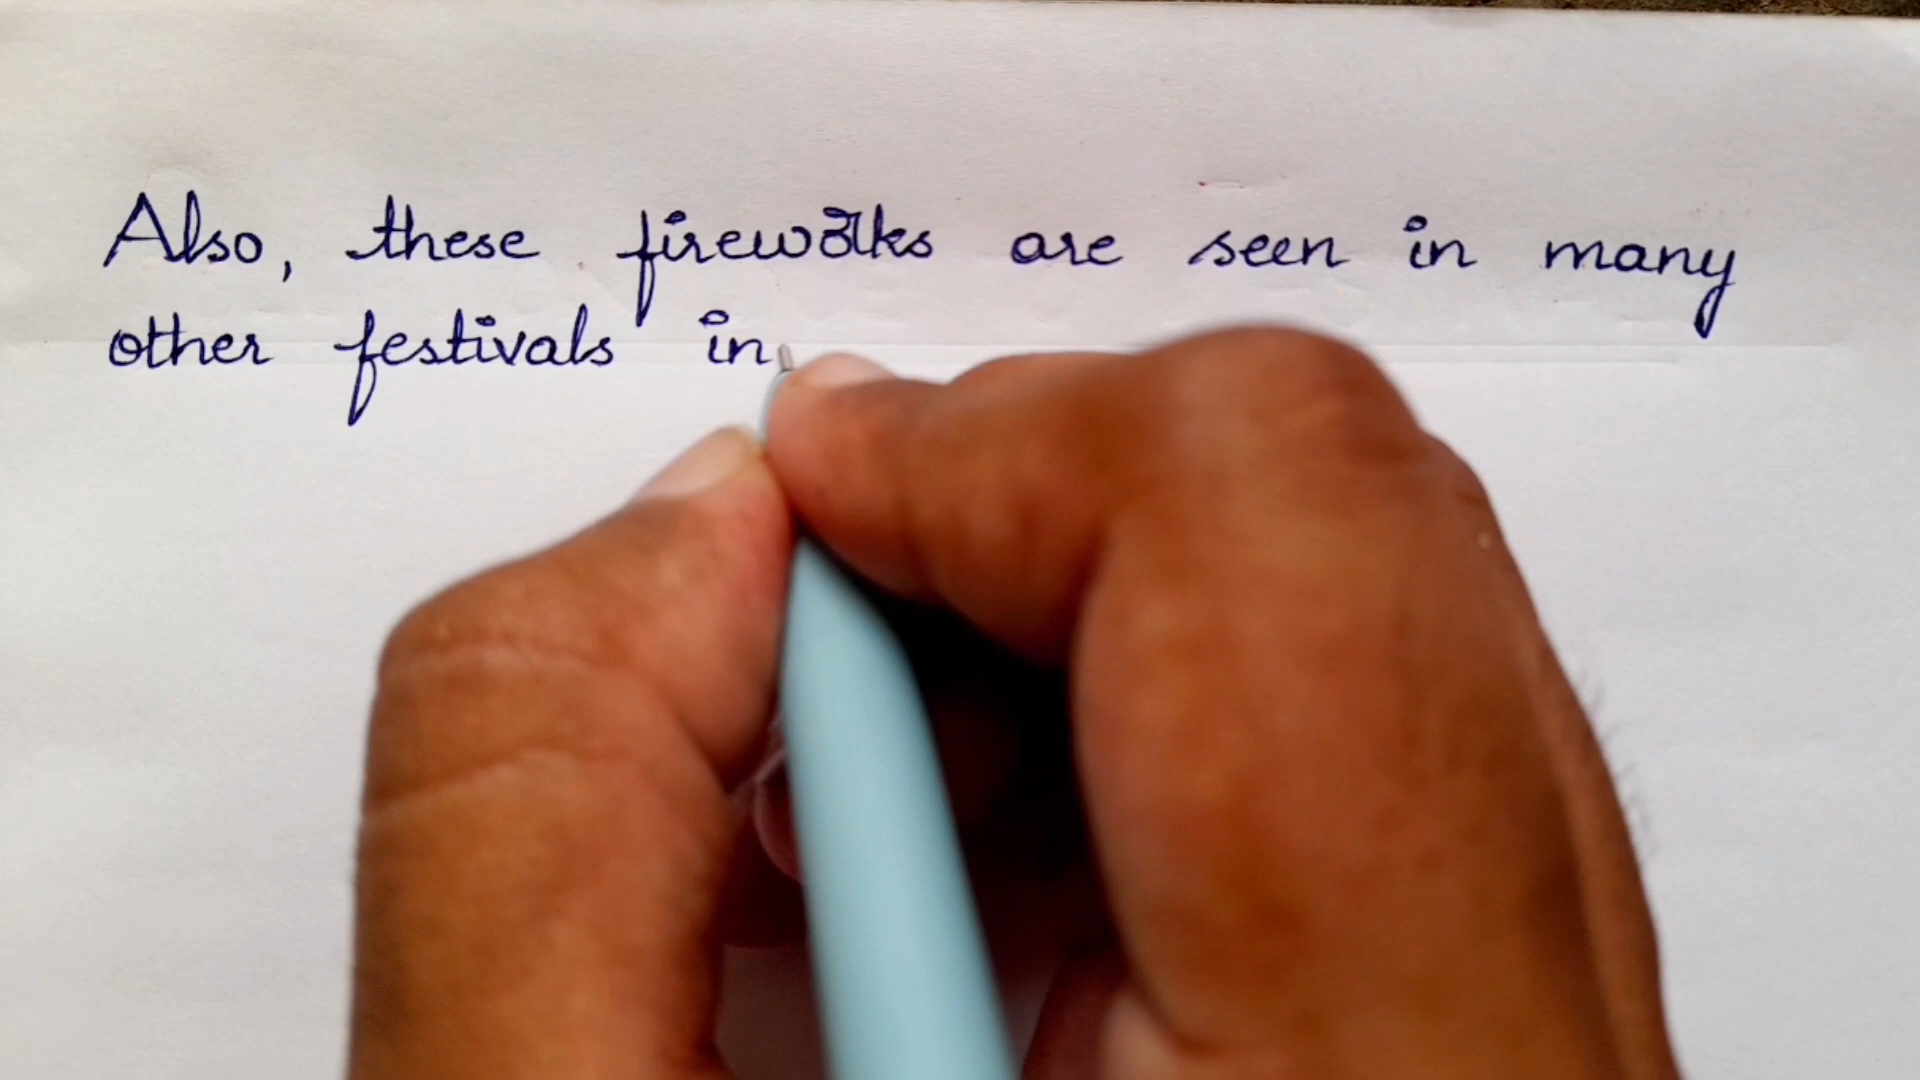 Also, these fireworks are seen in many
other festivals in